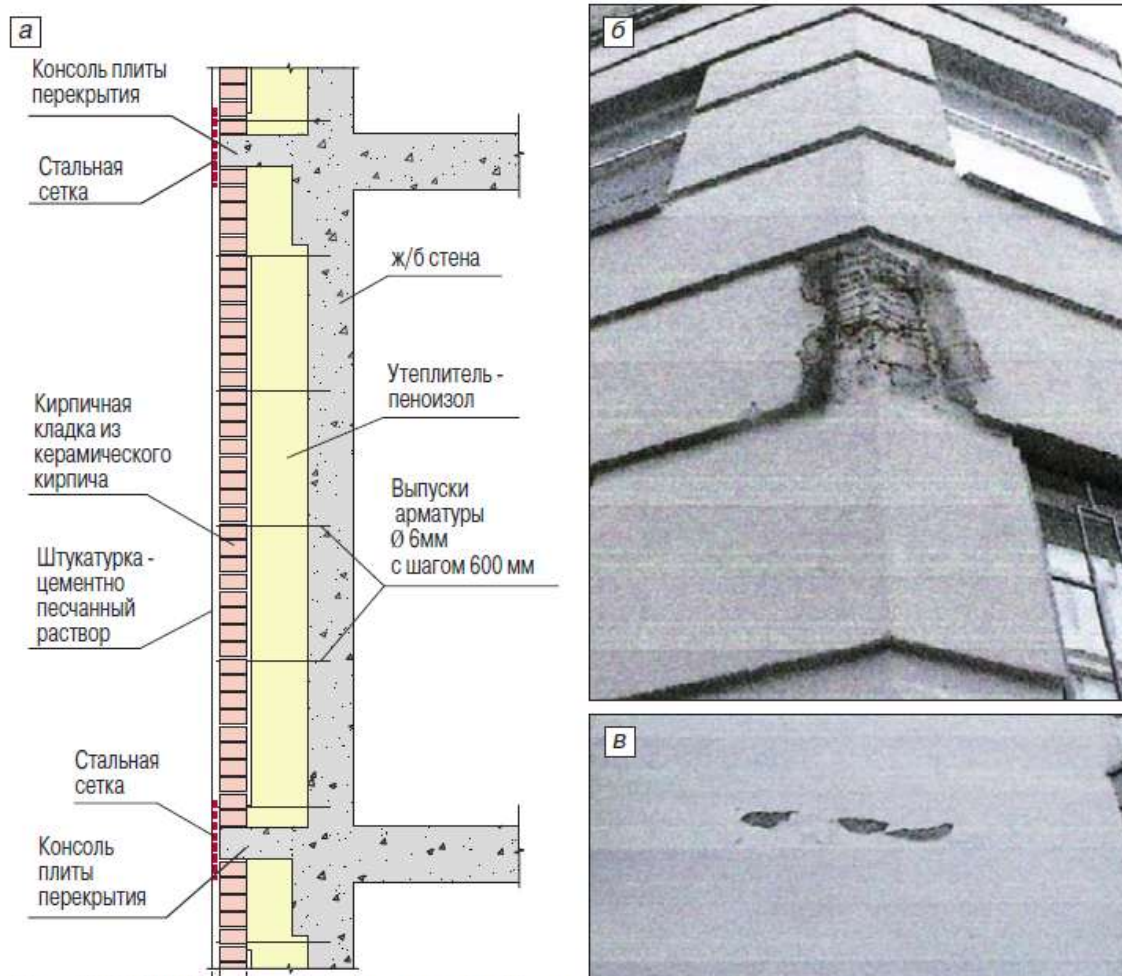 а
Консоль плиты
перекрытия
Стальная
сетка
ж/б стена
Утеплитель -
пеноизол
Кирпичная
кладка из
керамического
кирпича
Выпуски
арматуры
Ø 6мм
с шагом 600 мм
Штукатурка -
цементно
песчанный
раствор
Стальная
сетка
Консоль
плиты
перекрытия
б
в